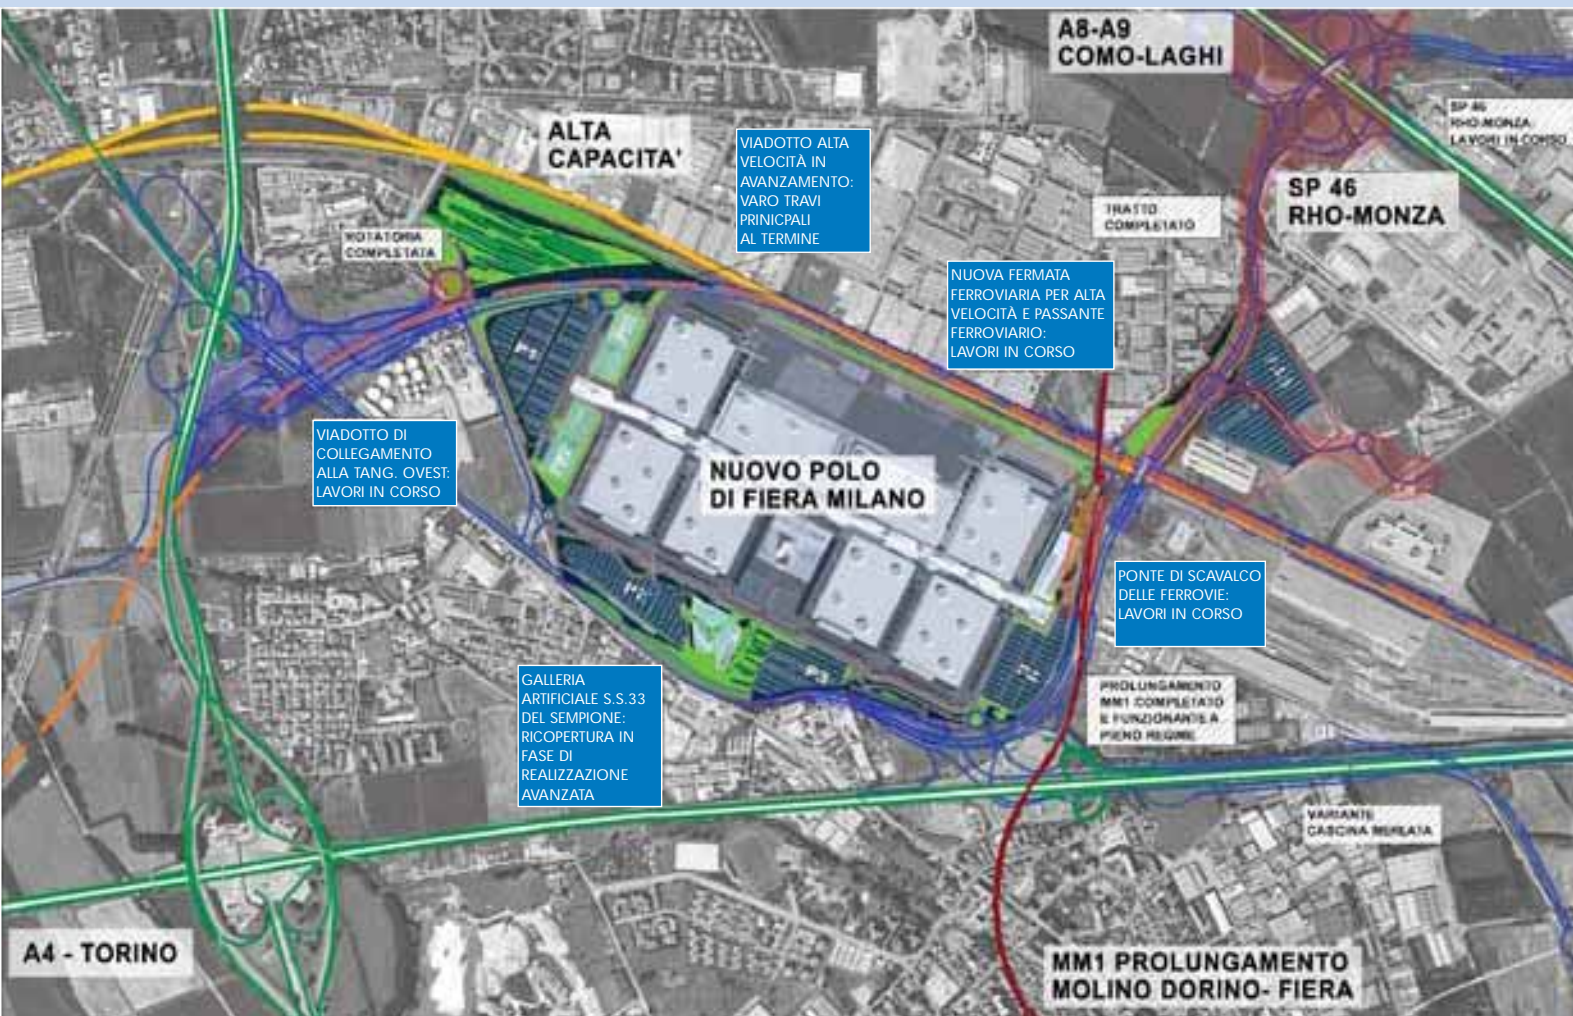 A8-A9
COMO-LAGHI
SP 46
RHO-MONZA
LAVORI IN CORSO
ALTA
CAPACITA'
VIADOTTO ALTA
VELOCITÀ IN
AVANZAMENTO:
VARO TRAVI
PRINICPALI
AL TERMINE
SP 46
RHO-MONZA
TRATTO
COMPLETATO
ROTATORIA
COMPLETATA
NUOVA FERMATA
FERROVIARIA PER ALTA
VELOCITÀ E PASSANTE
FERROVIARIO:
LAVORI IN CORSO
P1
VIADOTTO DI
COLLEGAMENTO
ALLA TANG. OVEST:
LAVORI IN CORSO
NUOVO POLO
DI FIERA MILANO
PONTE DI SCAVALCO
DELLE FERROVIE:
LAVORI IN CORSO
P3
GALLERIA
ARTIFICIALE S.S.33
DEL SEMPIONE:
RICOPERTURA IN
FASE DI
REALIZZAZIONE
AVANZATA
PROLUNGAMENTO
MM1 COMPLETATO
E FUNZIONANTE A
PIENO REGIME
VARIANTE
CASCINA MERLATA
A4 - TORINO
MM1 PROLUNGAMENTO
MOLINO DORINO- FIERA